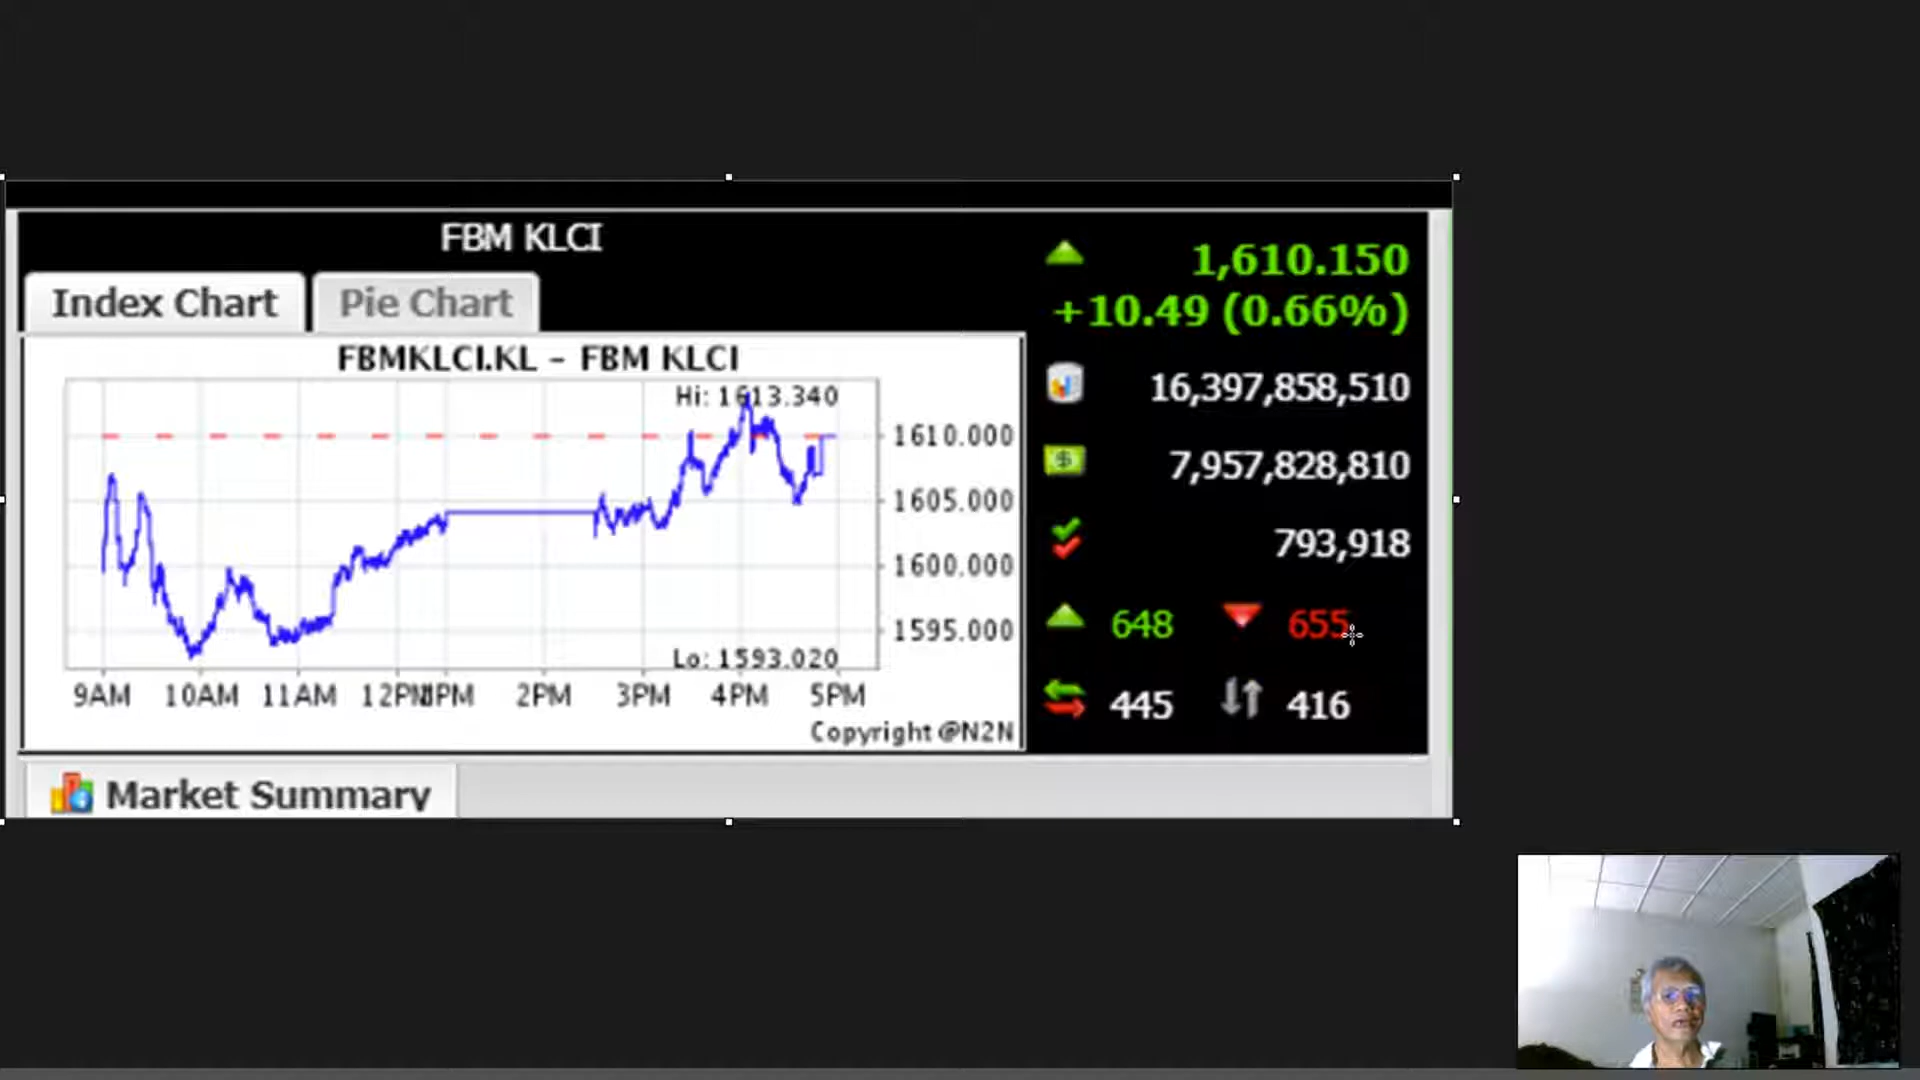 FBM KLCI
Index Chart
Pie Chart
FBMKLCI.KL – FBM KLCI
Hi: 1613.340
1610.000
1605.000
1600.000
1595.000
Lo: 1593.020
9AM 10AM 11AM 12PM 1PM 2PM 3PM 4PM 5PM
Copyright @N2N
1,610.150
+10.49 (0.66%)
16,397,858,510
7,957,828,810
793,918
648 655
445 416
Market Summary